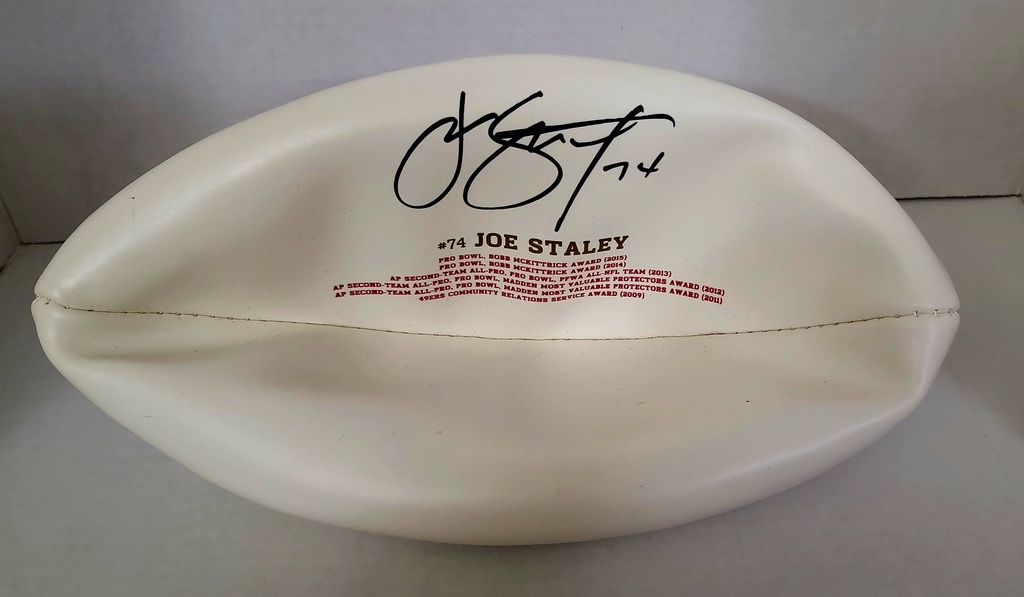 74
#74 JOE STALEY
PRO BOWL, BOBB MCKITTRICK AWARD (2015)
PRO BOWL, BOBB MCKITTRICK AWARD (2014)
AP SECOND-TEAM ALL-PRO, PRO BOWL, PFWA ALL-NFL TEAM (2013)
AP SECOND-TEAM ALL-PRO, PRO BOWL, MADDEN MOST VALUABLE PROTECTORS AWARD (2012)
AP SECOND-TEAM ALL-PRO, PRO BOWL, MADDEN MOST VALUABLE PROTECTORS AWARD (2011)
49ERS COMMUNITY RELATIONS SERVICE AWARD (2009)